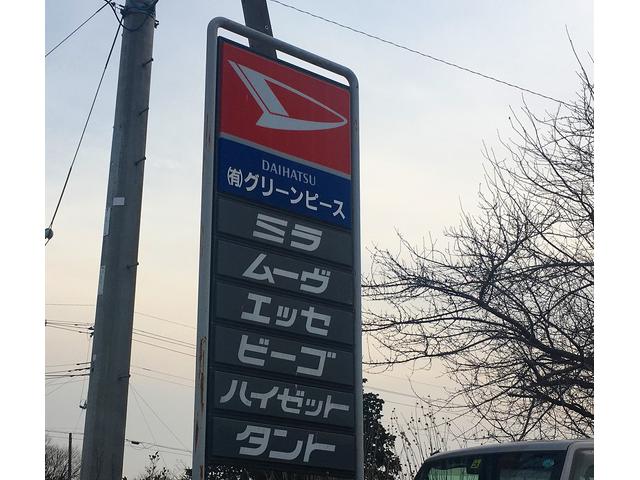 DAIHATSU
㈲グリーンピース
ミラ
ムーヴ
エッセ
ビーゴ
ハイゼット
タント